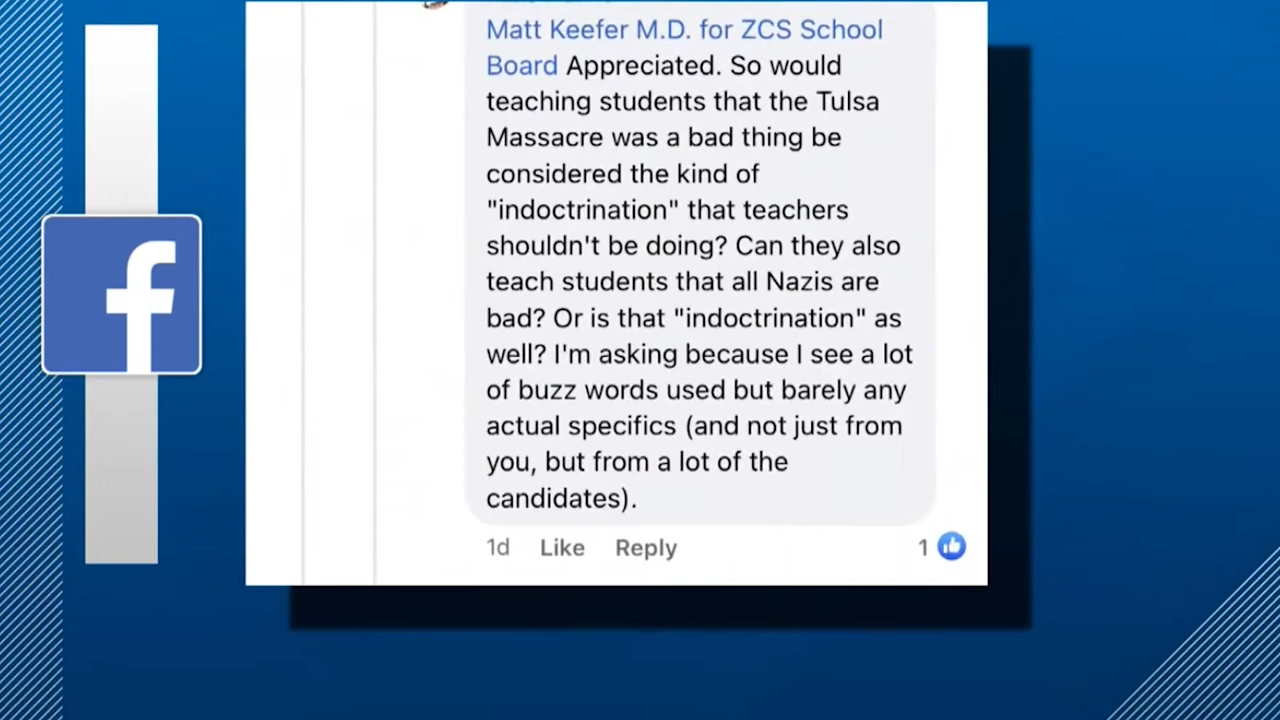 Matt Keefer M.D. for ZCS School
Board Appreciated. So would
teaching students that the Tulsa
Massacre was a bad thing be
considered the kind of
"indoctrination" that teachers
shouldn't be doing? Can they also
teach students that all Nazis are
bad? Or is that "indoctrination" as
well? I'm asking because I see a lot
of buzz words used but barely any
actual specifics (and not just from
you, but from a lot of the
candidates).
1d Like Reply 1
f